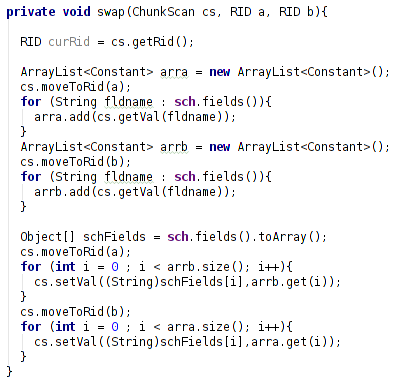 private void swap(ChunkScan cs, RID a, RID b){
RID curRid = cs.getRid();
ArrayList<Constant> arra = new ArrayList<Constant>();
cs.moveToRid(a);
for (String fldname : sch.fields()){
arra.add(cs.getVal(fldname));
}
ArrayList<Constant> arrb = new ArrayList<Constant>();
cs.moveToRid(b);
for (String fldname : sch.fields()){
arrb.add(cs.getVal(fldname));
}
Object[] schFields = sch.fields().toArray();
cs.moveToRid(a);
for (int i = 0 ; i < arrb.size(); i++){
cs.setVal((String)schFields[i],arrb.get(i));
}
cs.moveToRid(b);
for (int i = 0 ; i < arra.size(); i++){
cs.setVal((String)schFields[i],arra.get(i));
}
}